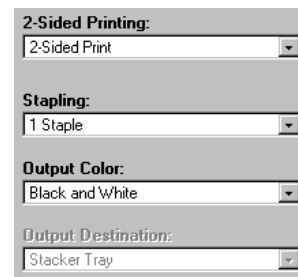 2-Sided Printing:
2-Sided Print
Stapling:
1 Staple
Output Color:
Black and White
Output Destination:
Stacker Tray